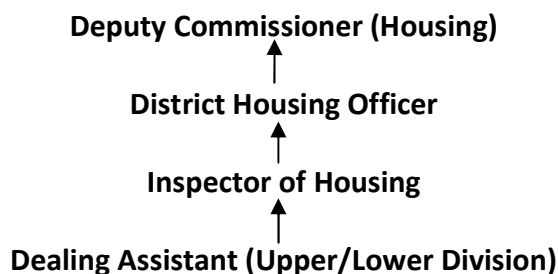 Deputy Commissioner (Housing)
District Housing Officer
Inspector of Housing
Dealing Assistant (Upper/Lower Division)